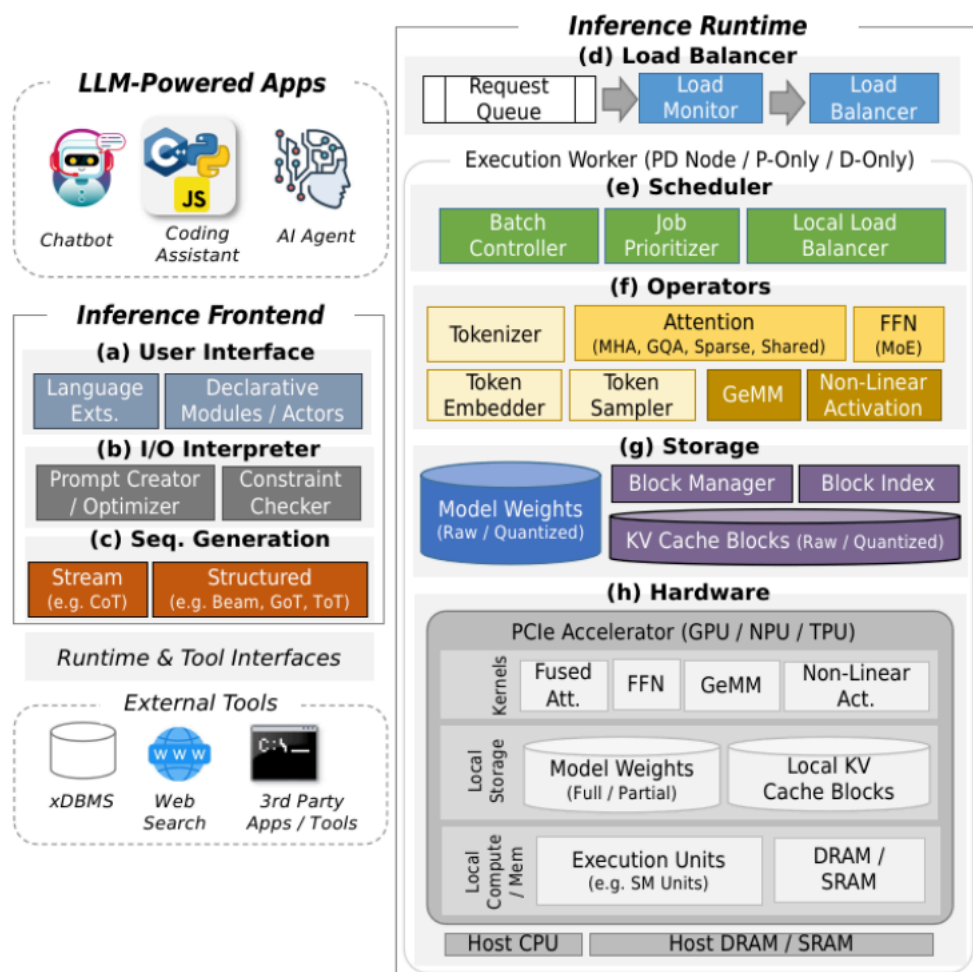 LLM-Powered Apps
JS
Chatbot
Coding
Assistant
AI Agent
Inference Frontend
(a) User Interface
Language
Exts.
Declarative
Modules / Actors
(b) I/O Interpreter
Prompt Creator
/ Optimizer
Constraint
Checker
(c) Seq. Generation
Stream
(e.g. CoT)
Structured
(e.g. Beam, GoT, ToT)
Runtime & Tool Interfaces
External Tools
WWW
C:\_
xDBMS
Web
Search
3rd Party
Apps / Tools
Inference Runtime
(d) Load Balancer
Request
Queue
Load
Monitor
Load
Balancer
Execution Worker (PD Node / P-Only / D-Only)
(e) Scheduler
Batch
Controller
Job
Prioritizer
Local Load
Balancer
(f) Operators
Tokenizer
Attention
(MHA, GQA, Sparse, Shared)
FFN
(MoE)
Token
Embedder
Token
Sampler
GeMM
Non-Linear
Activation
(g) Storage
Model Weights
(Raw / Quantized)
Block Manager
Block Index
KV Cache Blocks (Raw / Quantized)
(h) Hardware
PCIe Accelerator (GPU / NPU / TPU)
Kernels
Fused
Att.
FFN
GeMM
Non-Linear
Act.
Local
Storage
Model Weights
(Full / Partial)
Local KV
Cache Blocks
Local
Compute
/ Mem
Execution Units
(e.g. SM Units)
DRAM /
SRAM
Host CPU
Host DRAM / SRAM